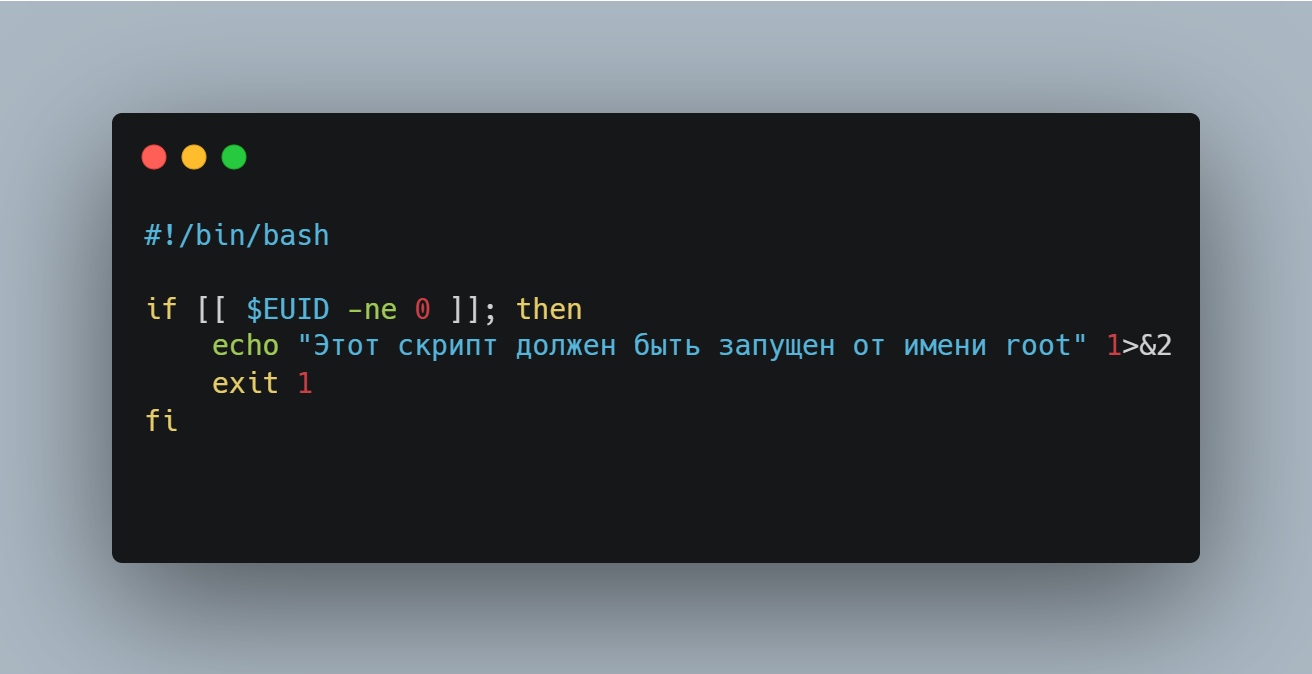 #!/bin/bash
if [[ $EUID -ne 0 ]]; then
    echo "Этот скрипт должен быть запущен от имени root" 1>&2
    exit 1
fi